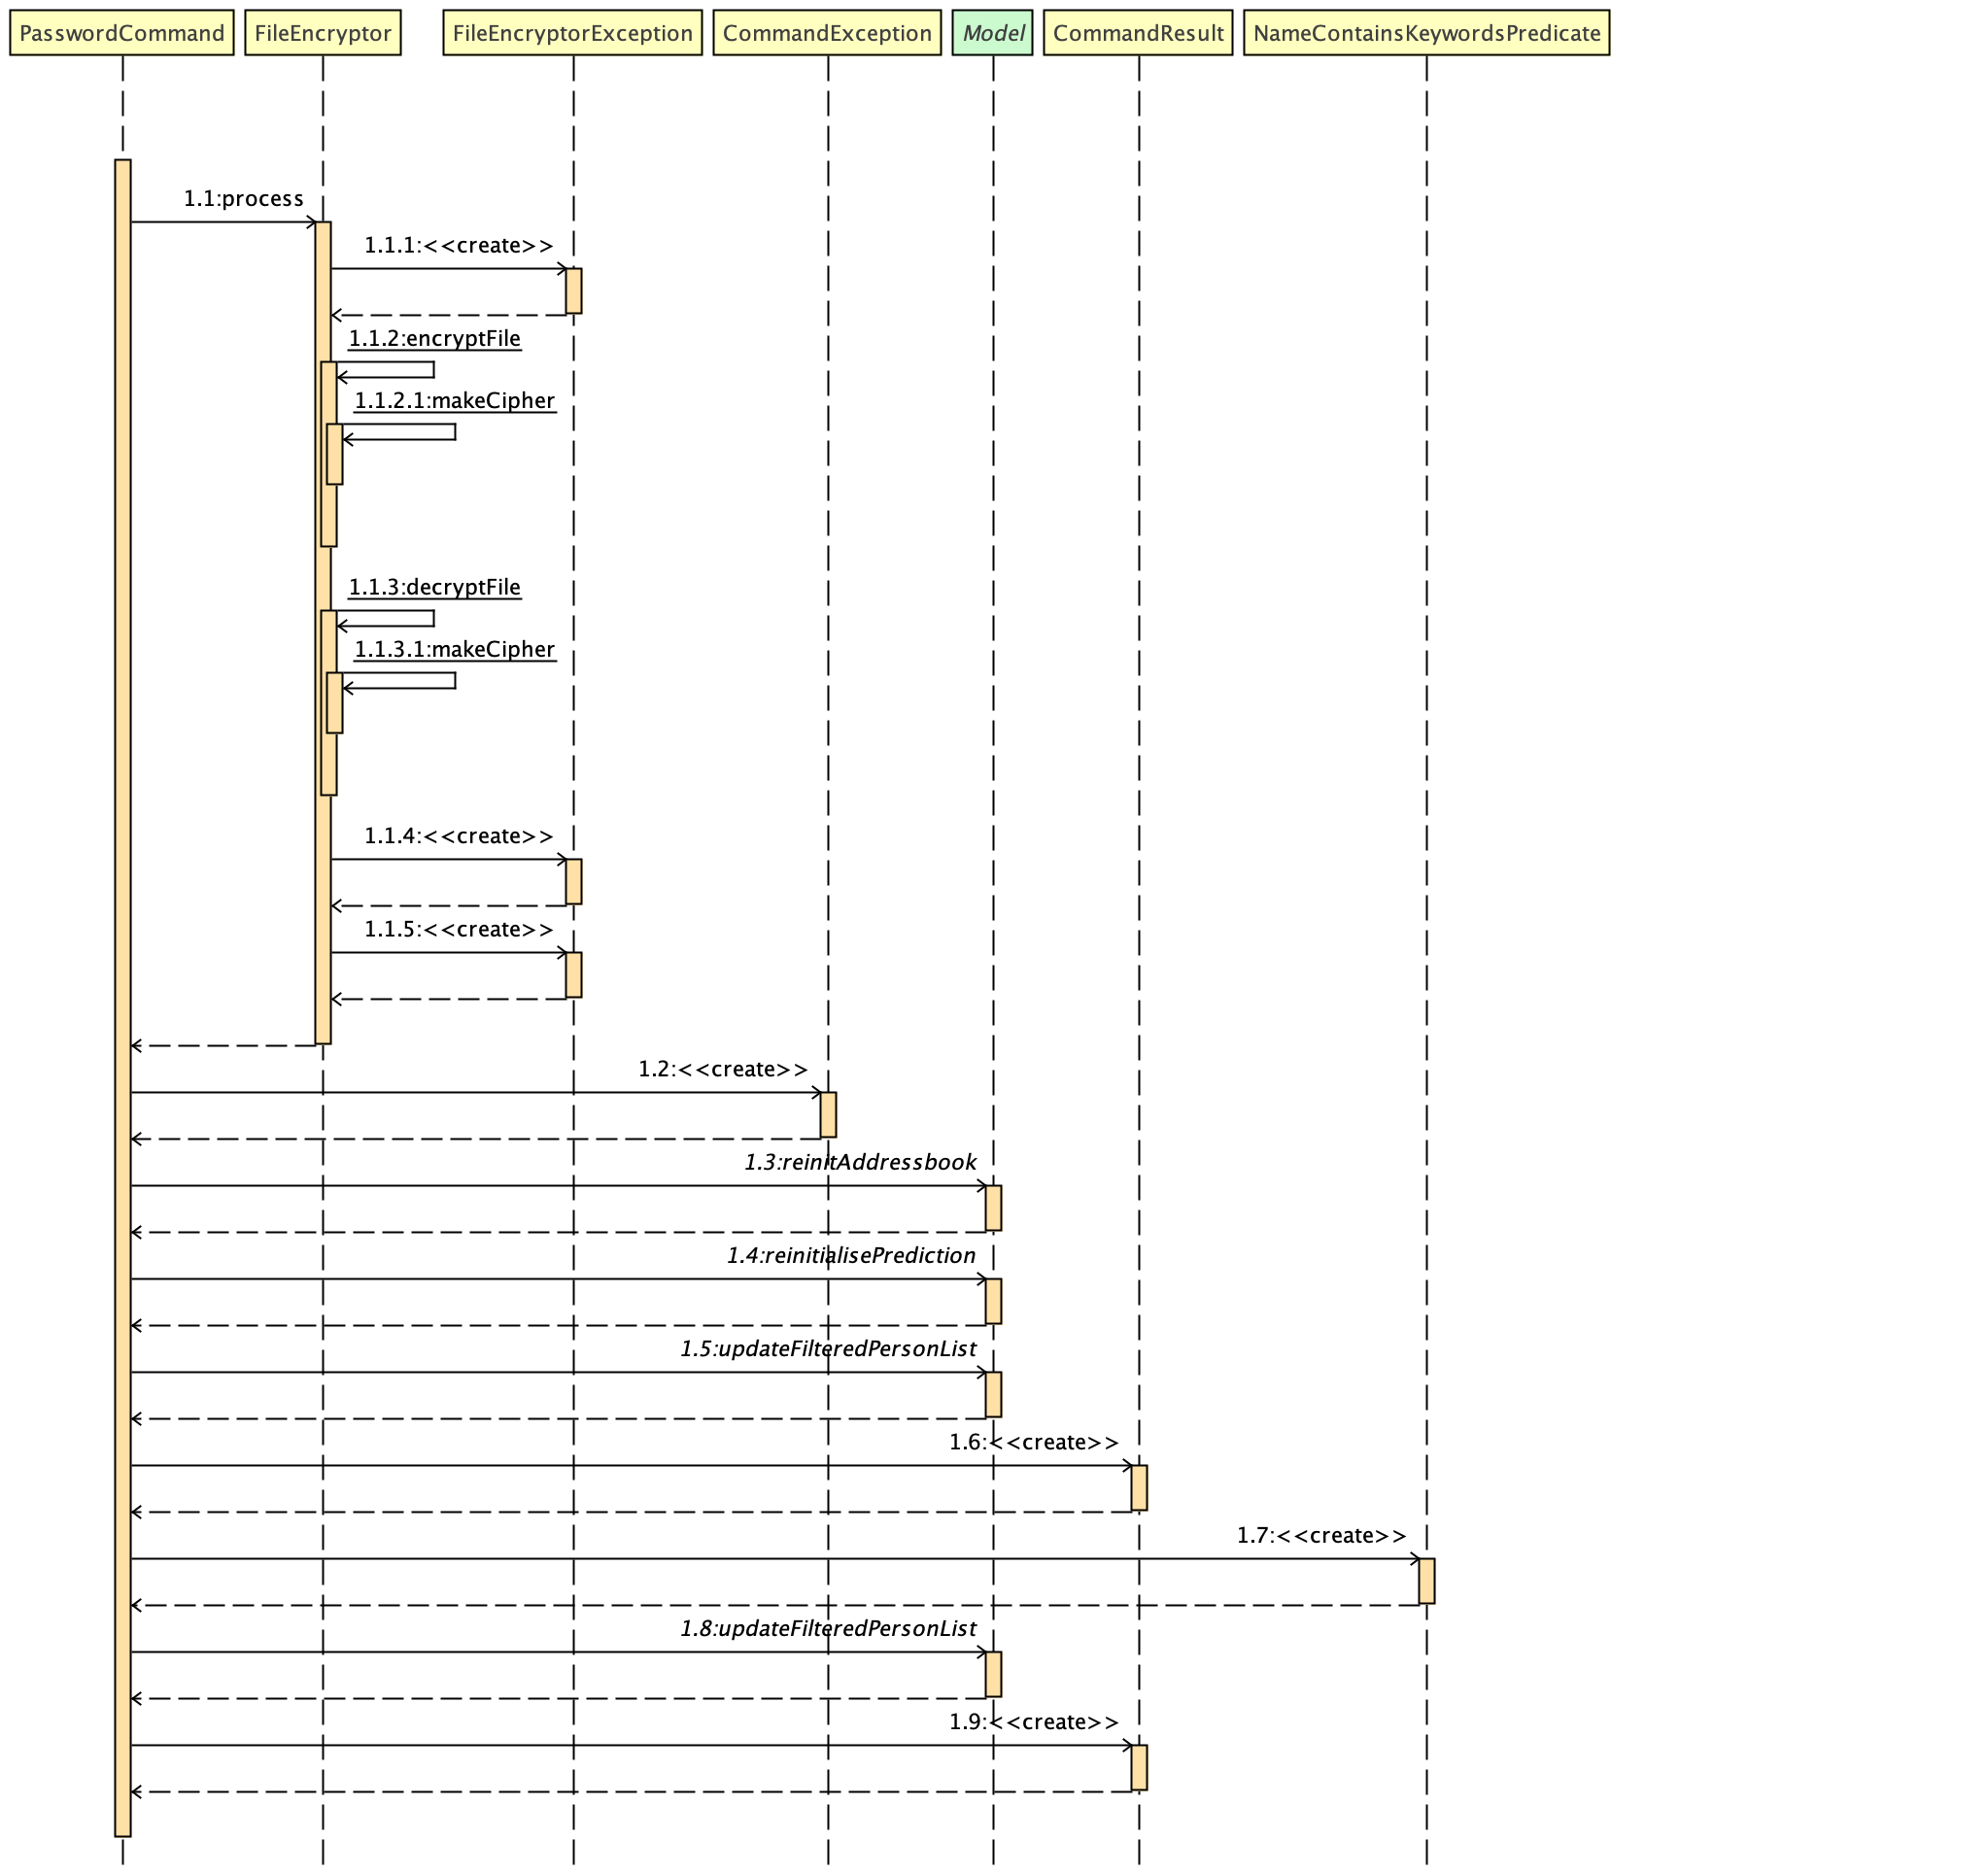 PasswordCommand
FileEncryptor
FileEncryptorException
CommandException
Model
CommandResult
NameContainsKeywordsPredicate
1.1:process
1.1.1:<<create>>
1.1.2:encryptFile
1.1.2.1:makeCipher
1.1.3:decryptFile
1.1.3.1:makeCipher
1.1.4:<<create>>
1.1.5:<<create>>
1.2:<<create>>
1.3:reinitAddressbook
1.4:reinitialisePrediction
1.5:updateFilteredPersonList
1.6:<<create>>
1.7:<<create>>
1.8:updateFilteredPersonList
1.9:<<create>>